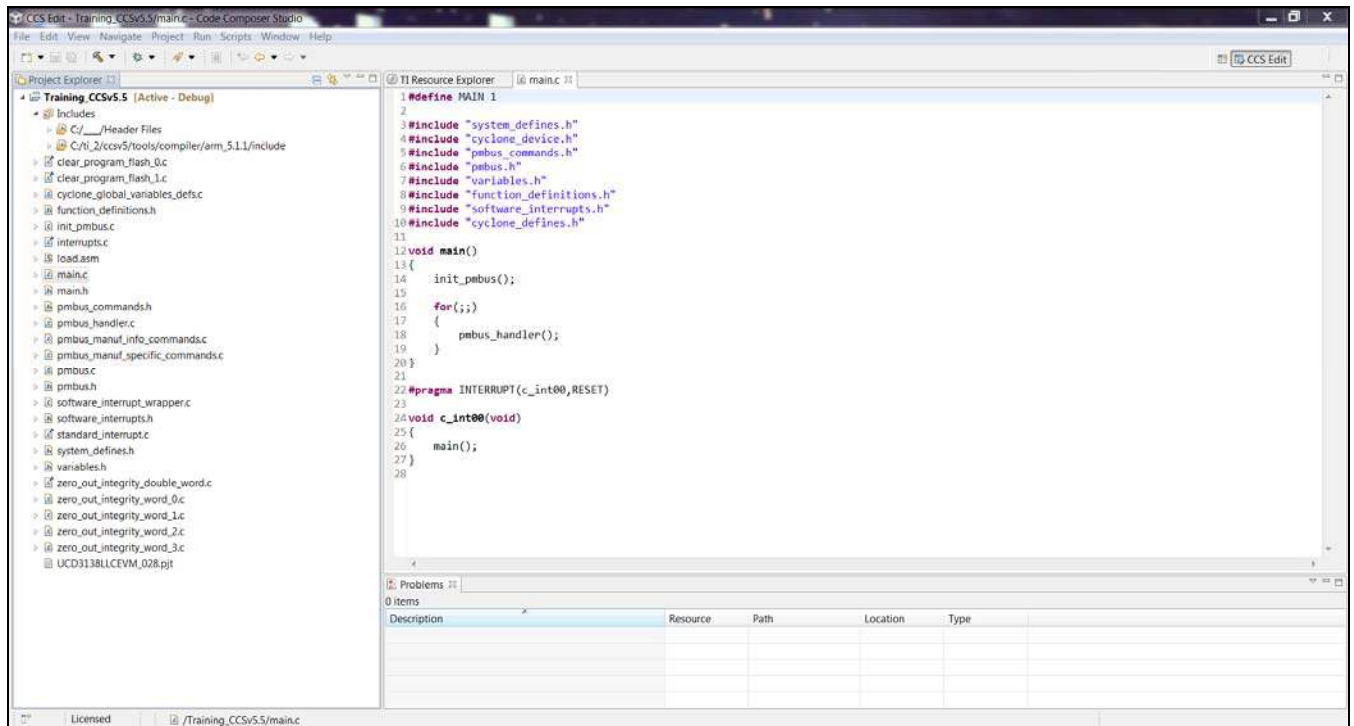 CCS Edit - Training_CCSv5.5/main.c - Code Composer Studio
File Edit View Navigate Project Run Scripts Window Help
CCS Edit
Project Explorer
Training_CCSv5.5 [Active - Debug]
Includes
C:/___/Header Files
C:/ti_2/ccsv5/tools/compiler/arm_5.1.1/include
clear_program_flash_0.c
clear_program_flash_1.c
cyclone_global_variables_defs.c
function_definitions.h
init_pmbus.c
interrupts.c
load.asm
main.c
main.h
pmbus_commands.h
pmbus_handler.c
pmbus_manuf_info_commands.c
pmbus_manuf_specific_commands.c
pmbus.c
pmbus.h
software_interrupt_wrapper.c
software_interrupts.h
standard_interrupt.c
system_defines.h
variables.h
zero_out_integrity_double_word.c
zero_out_integrity_word_0.c
zero_out_integrity_word_1.c
zero_out_integrity_word_2.c
zero_out_integrity_word_3.c
UCD3138LLCEVM_028.pjt
TI Resource Explorer main.c
1 #define MAIN 1
2
3 #include "system_defines.h"
4 #include "cyclone_device.h"
5 #include "pmbus_commands.h"
6 #include "pmbus.h"
7 #include "variables.h"
8 #include "function_definitions.h"
9 #include "software_interrupts.h"
10 #include "cyclone_defines.h"
11
12 void main()
13 {
14 init_pmbus();
15
16 for(;;)
17 {
18 pmbus_handler();
19 }
20 }
21
22 #pragma INTERRUPT(c_int00,RESET)
23
24 void c_int00(void)
25 {
26 main();
27 }
28
Problems
0 items
Description Resource Path Location Type
Licensed /Training_CCSv5.5/main.c